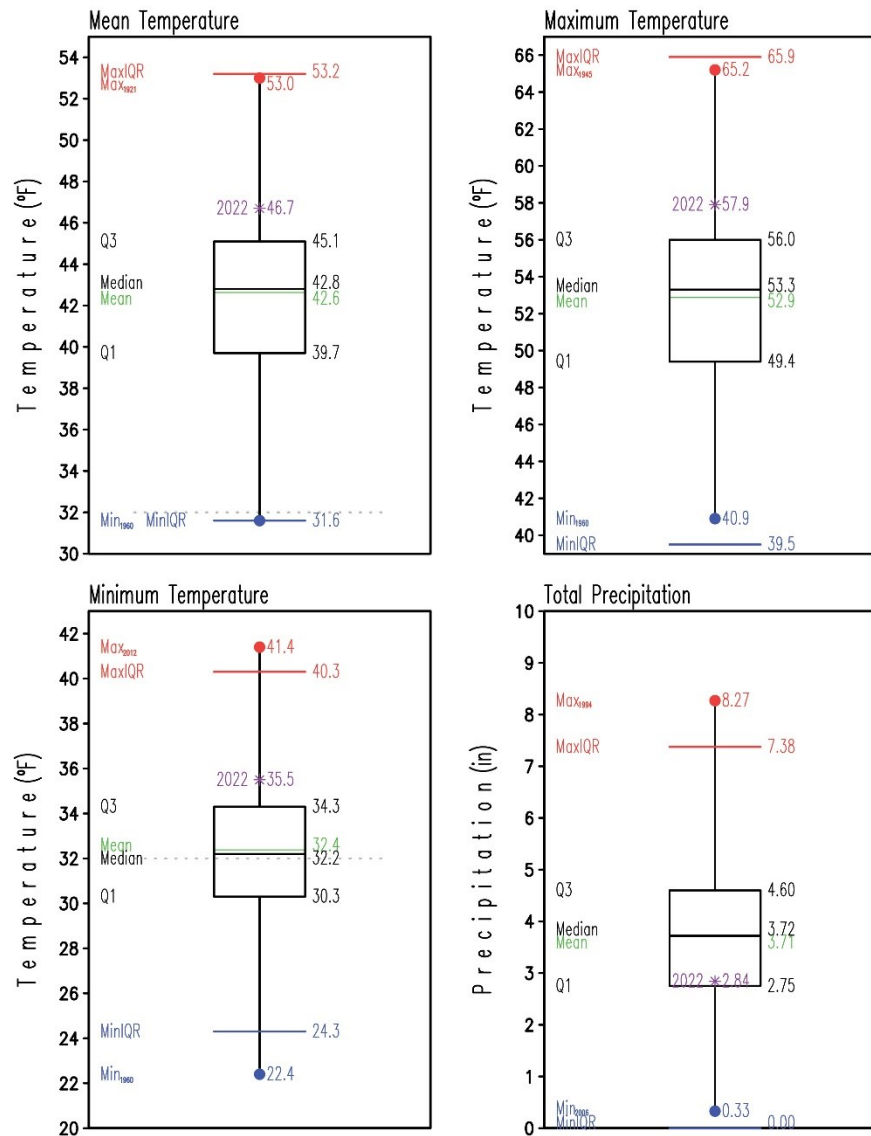 Mean Temperature
Temperature (°F)
54
52
50
48
46
44
42
40
38
36
34
32
30
MaxIQR 53.2
Max1921 53.0
2022 46.7
Q3 45.1
Median 42.8
Mean 42.6
Q1 39.7
Min1960 MinIQR 31.6
Maximum Temperature
Temperature (°F)
66
64
62
60
58
56
54
52
50
48
46
44
42
40
MaxIQR 65.9
Max1945 65.2
2022 57.9
Q3 56.0
Median 53.3
Mean 52.9
Q1 49.4
Min1960 40.9
MinIQR 39.5
Minimum Temperature
Temperature (°F)
42
40
38
36
34
32
30
28
26
24
22
20
Max2012 41.4
MaxIQR 40.3
2022 35.5
Q3 34.3
Mean 32.4
Median 32.2
Q1 30.3
MinIQR 24.3
Min1960 22.4
Total Precipitation
Precipitation (in)
10
9
8
7
6
5
4
3
2
1
0
Max1994 8.27
MaxIQR 7.38
Q3 4.60
Median 3.72
Mean 3.71
2022 2.84
Q1 2.75
Min2006 0.33
MinIQR 0.00